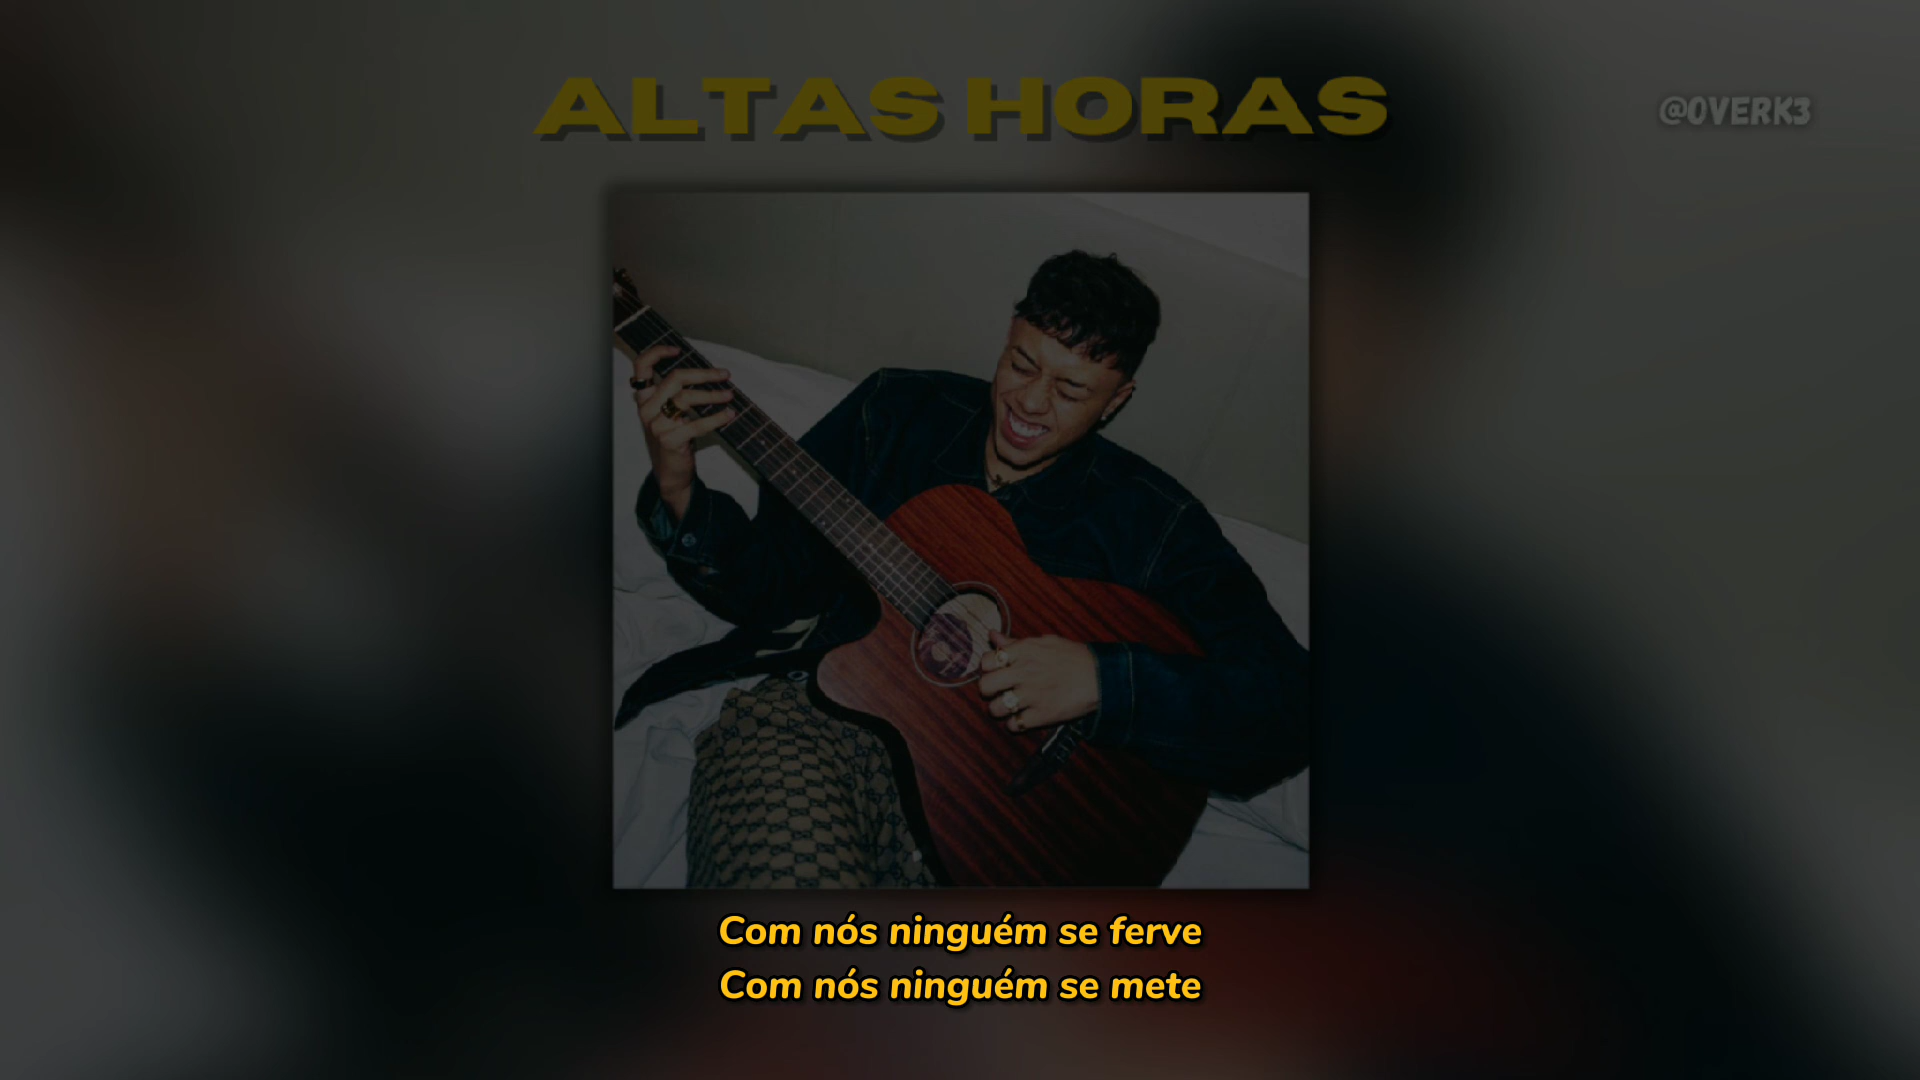 ALTAS HORAS
@0VERK3
Com nós ninguém se ferve
Com nós ninguém se mete